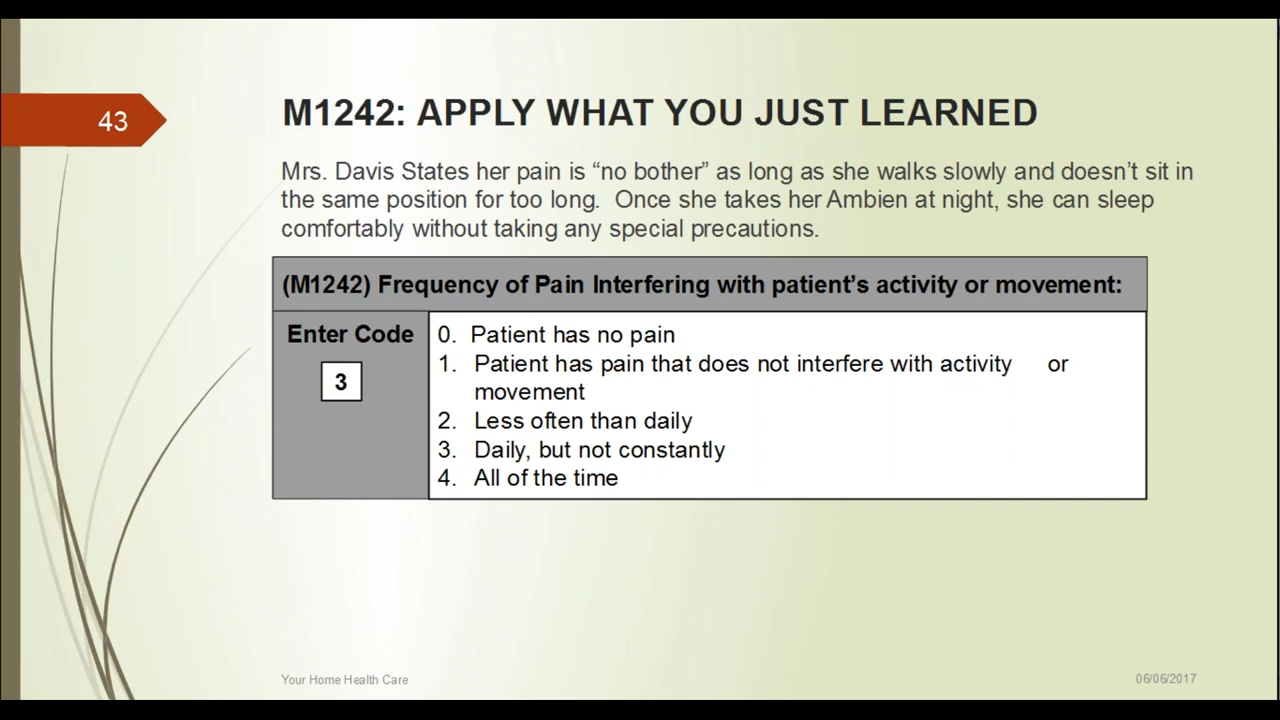 43
M1242: APPLY WHAT YOU JUST LEARNED
Mrs. Davis States her pain is “no bother” as long as she walks slowly and doesn’t sit in
the same position for too long.  Once she takes her Ambien at night, she can sleep
comfortably without taking any special precautions.
(M1242) Frequency of Pain Interfering with patient’s activity or movement:
Enter Code
3
0. Patient has no pain
1. Patient has pain that does not interfere with activity or
movement
2. Less often than daily
3. Daily, but not constantly
4. All of the time
Your Home Health Care
06/06/2017